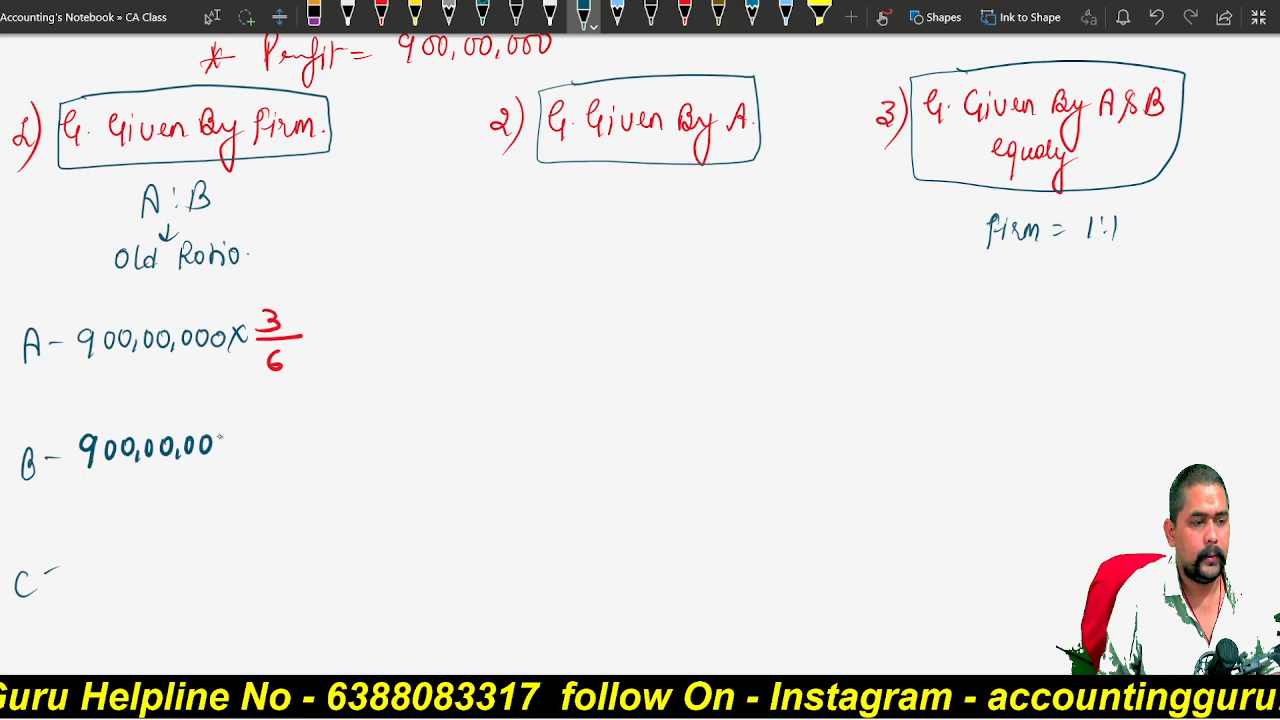 Accounting's Notebook » CA Class
Shapes
Ink to Shape
* Profit = 900,00,000
1) G. Given By firm.
2) G. Given By A.
3) G. Given By A & B
equaly
A : B
Old Ratio.
firm = 1:1
A - 900,00,000 X 3
6
B - 900,00,00
C -
Guru Helpline No - 6388083317 follow On - Instagram - accountingguru